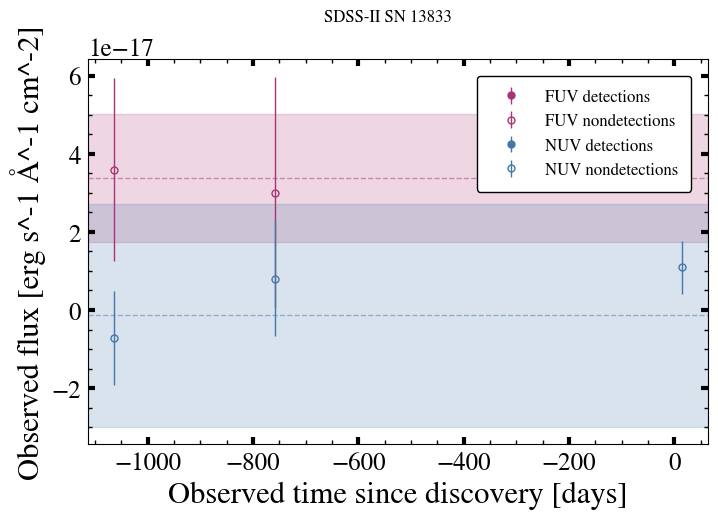 SDSS-II SN 13833
1e−17
6
4
2
0
−2
Observed flux [erg s^-1 Å^-1 cm^-2]
FUV detections
FUV nondetections
NUV detections
NUV nondetections
−1000 −800 −600 −400 −200 0
Observed time since discovery [days]